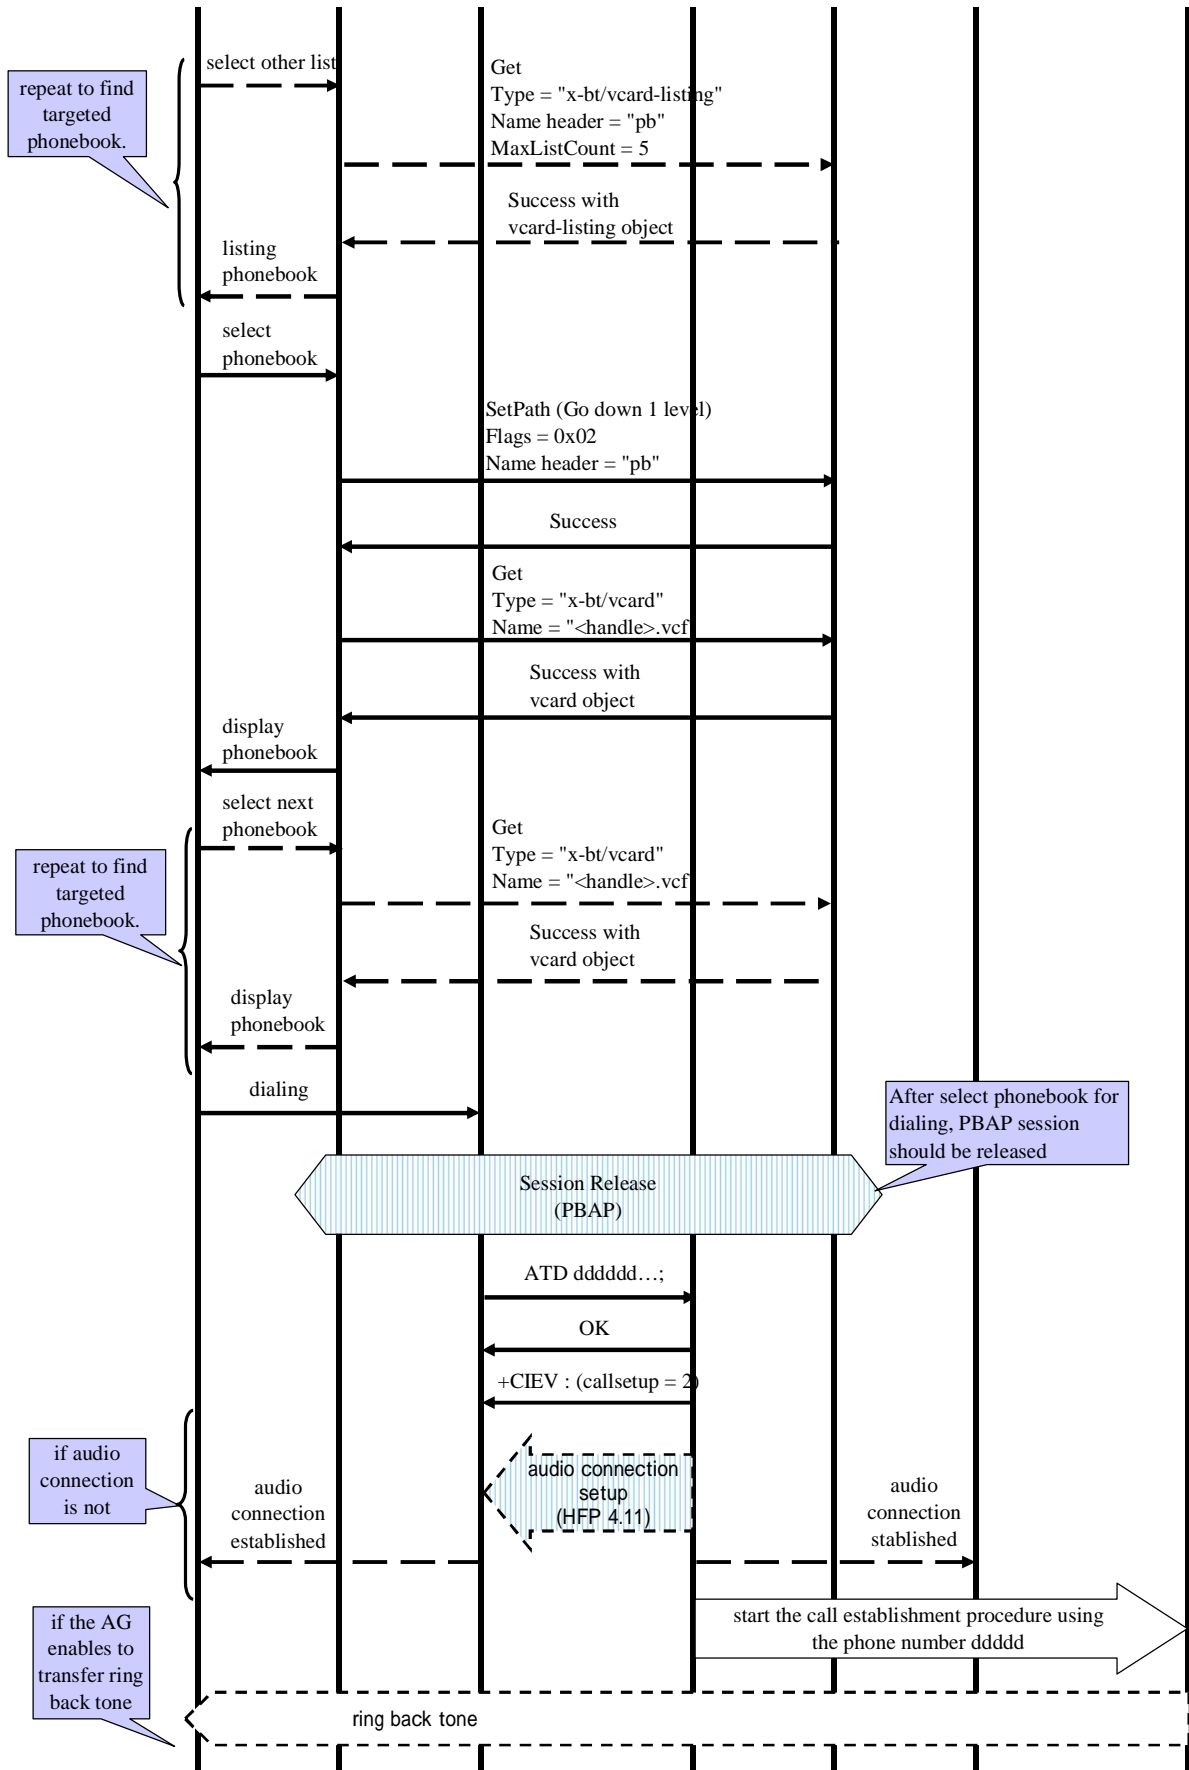 select other list
repeat to find
targeted
phonebook.
Get
Type = "x-bt/vcard-listing"
Name header = "pb"
MaxListCount = 5
Success with
vcard-listing object
listing
phonebook
select
phonebook
SetPath (Go down 1 level)
Flags = 0x02
Name header = "pb"
Success
Get
Type = "x-bt/vcard"
Name = "<handle>.vcf
Success with
vcard object
display
phonebook
select next
phonebook
repeat to find
targeted
phonebook.
Get
Type = "x-bt/vcard"
Name = "<handle>.vcf
Success with
vcard object
display
phonebook
dialing
After select phonebook for
dialing, PBAP session
should be released
Session Release
(PBAP)
ATD dddddd…;
OK
+CIEV : (callsetup = 2)
if audio
connection
is not
audio
connection
established
audio connection
setup
(HFP 4.11)
audio
connection
stablished
if the AG
enables to
transfer ring
back tone
start the call establishment procedure using
the phone number ddddd
ring back tone